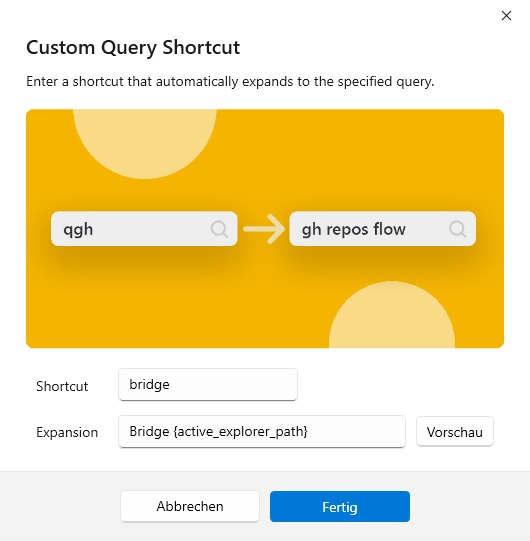 Custom Query Shortcut
Enter a shortcut that automatically expands to the specified query.
qgh
gh repos flow
Shortcut
bridge
Expansion
Bridge {active_explorer_path}
Vorschau
Abbrechen
Fertig